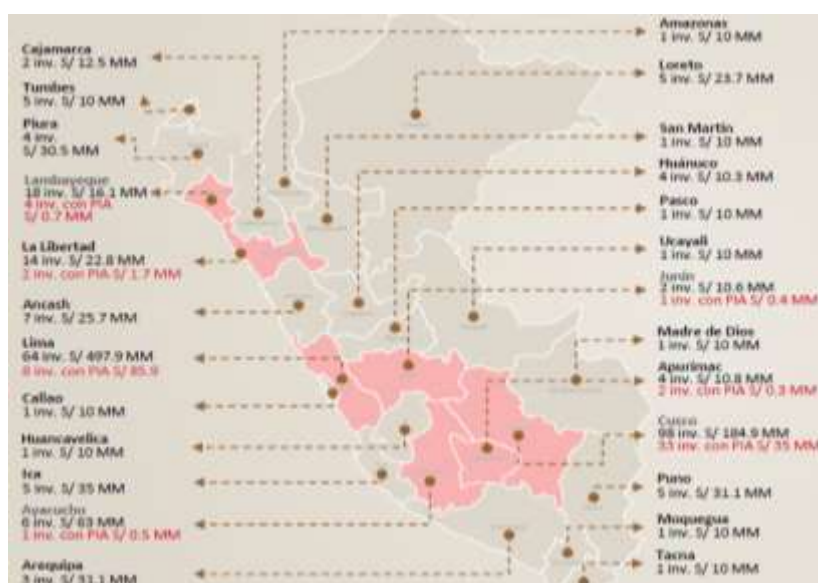 Cajamarca
2 inv. S/ 12.5 MM
Tumbes
5 inv. S/ 10 MM
Piura
4 inv.
S/ 30.5 MM
Lambayeque
18 inv. S/ 16.1 MM
4 inv. con PIA
S/ 0.7 MM
La Libertad
14 inv. S/ 22.8 MM
inv. con PIA S/ 1.7 MM
Ancash
7 inv. S/ 25.7 MM
Lima
64 inv. S/ 497.9 MM
8 inv. con PIA S/ 85.9
Callao
1 inv. S/ 10 MM
Huancavelica
1 inv. S/ 10 MM
Ica
5 inv. S/ 35 MM
Ayacucho
6 inv. S/ 63 MM
1 inv. con PIA S/ 0.5 MM
Arequipa
3 inv. S/ 31.1 MM
Amazonas
1 inv. S/ 10 MM
Loreto
5 inv. S/ 23.7 MM
San Martín
1 inv. S/ 10 MM
Huánuco
4 inv. S/ 10.3 MM
Pasco
1 inv. S/ 10 MM
Ucayali
1 inv. S/ 10 MM
Junín
2 inv. S/ 10.6 MM
1 inv. con PIA S/ 0.4 MM
Madre de Dios
1 inv. S/ 10 MM
Apurímac
4 inv. S/ 10.8 MM
2 inv. con PIA S/ 0.3 MM
Cusco
98 inv. S/ 184.9 MM
33 inv. con PIA S/ 35 MM
Puno
5 inv. S/ 31.1 MM
Moquegua
1 inv. S/ 10 MM
Tacna
1 inv. S/ 10 MM